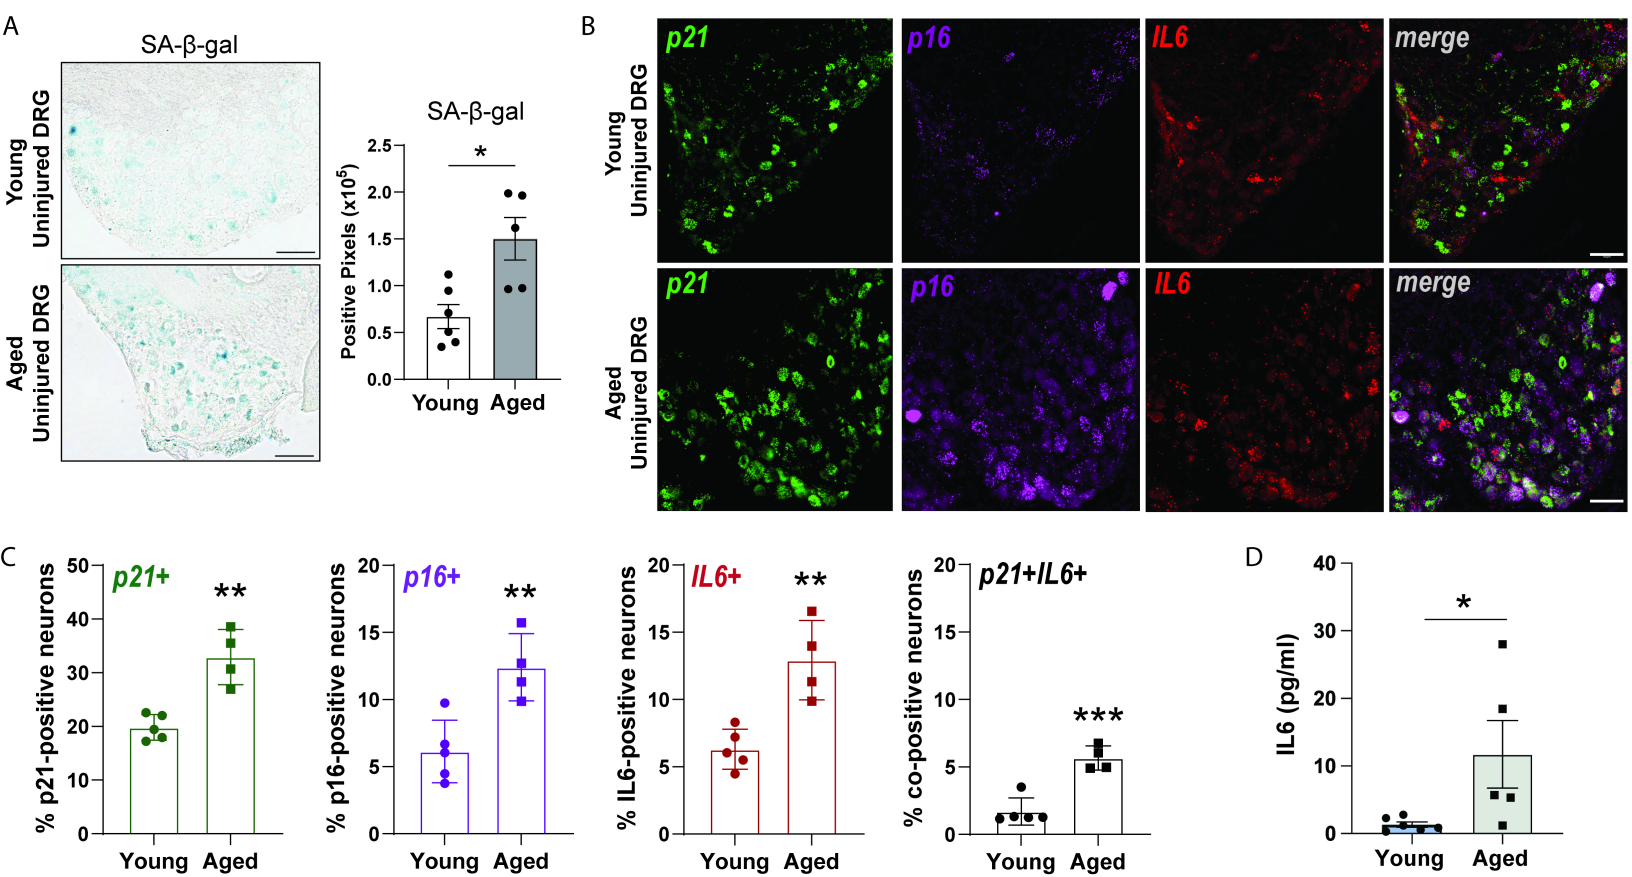 A
SA-β-gal
Young
Uninjured DRG
Aged
Uninjured DRG
SA-β-gal
*
Positive Pixels (x10⁵)
2.5
2.0
1.5
1.0
0.5
0.0
Young Aged
B
Young
Uninjured DRG
p21
p16
IL6
merge
Aged
Uninjured DRG
p21
p16
IL6
merge
C
p21+
**
% p21-positive neurons
50
40
30
20
10
0
Young Aged
p16+
**
% p16-positive neurons
20
15
10
5
0
Young Aged
IL6+
**
% IL6-positive neurons
20
15
10
5
0
Young Aged
p21+IL6+
***
% co-positive neurons
20
15
10
5
0
Young Aged
D
*
IL6 (pg/ml)
40
30
20
10
0
Young Aged